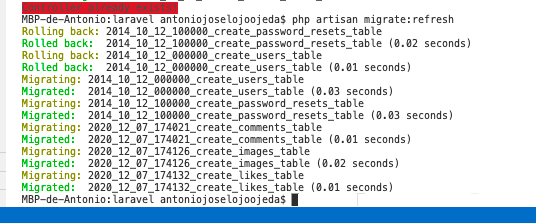 Controller already exists!
MBP-de-Antonio:laravel antoniojoselojoojeda$ php artisan migrate:refresh
Rolling back: 2014_10_12_100000_create_password_resets_table
Rolled back:  2014_10_12_100000_create_password_resets_table (0.02 seconds)
Rolling back: 2014_10_12_000000_create_users_table
Rolled back:  2014_10_12_000000_create_users_table (0.01 seconds)
Migrating: 2014_10_12_000000_create_users_table
Migrated:  2014_10_12_000000_create_users_table (0.03 seconds)
Migrating: 2014_10_12_100000_create_password_resets_table
Migrated:  2014_10_12_100000_create_password_resets_table (0.03 seconds)
Migrating: 2020_12_07_174021_create_comments_table
Migrated:  2020_12_07_174021_create_comments_table (0.01 seconds)
Migrating: 2020_12_07_174126_create_images_table
Migrated:  2020_12_07_174126_create_images_table (0.02 seconds)
Migrating: 2020_12_07_174132_create_likes_table
Migrated:  2020_12_07_174132_create_likes_table (0.01 seconds)
MBP-de-Antonio:laravel antoniojoselojoojeda$